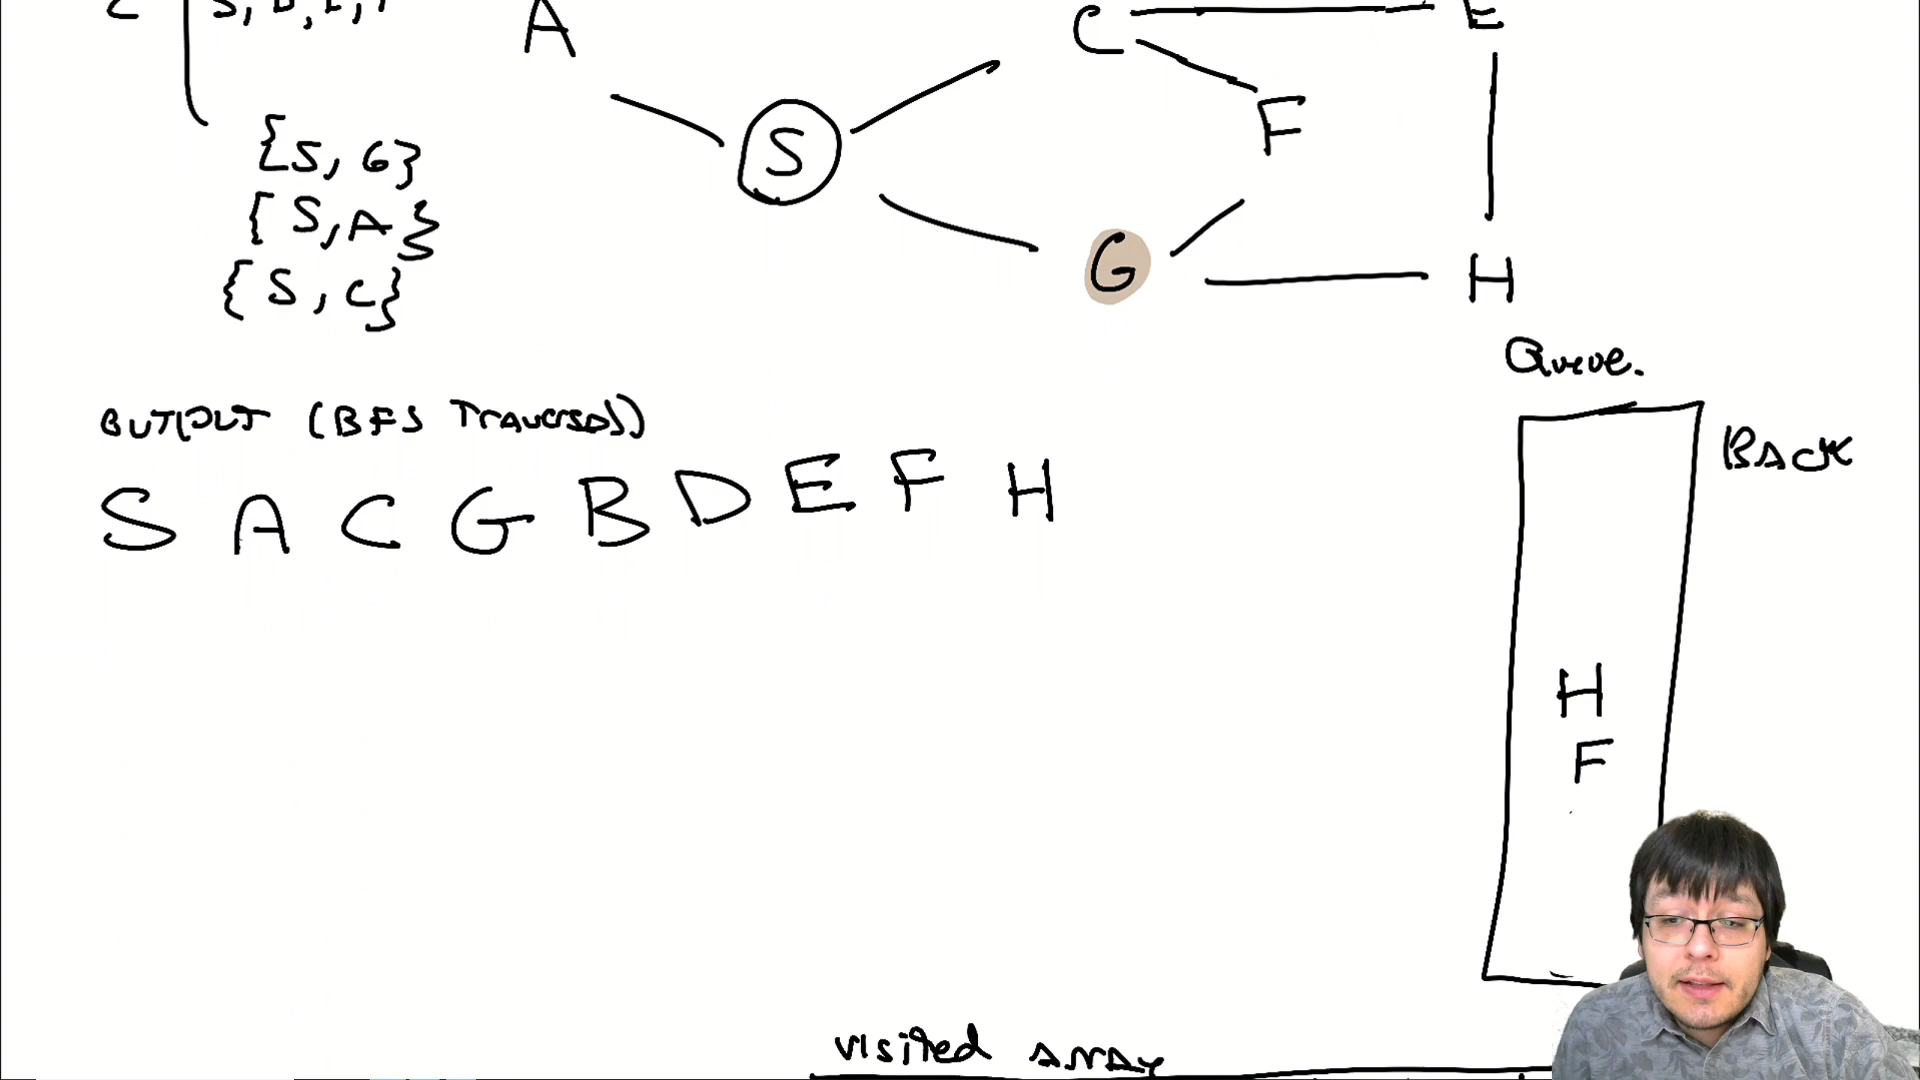 A
C
E
S
F
{S, G}
{S, A}
{S, C}
G
H
Queue.
OUTPUT (BFS Traversal)
BACK
S A C G B D E F H
H
F
visited array